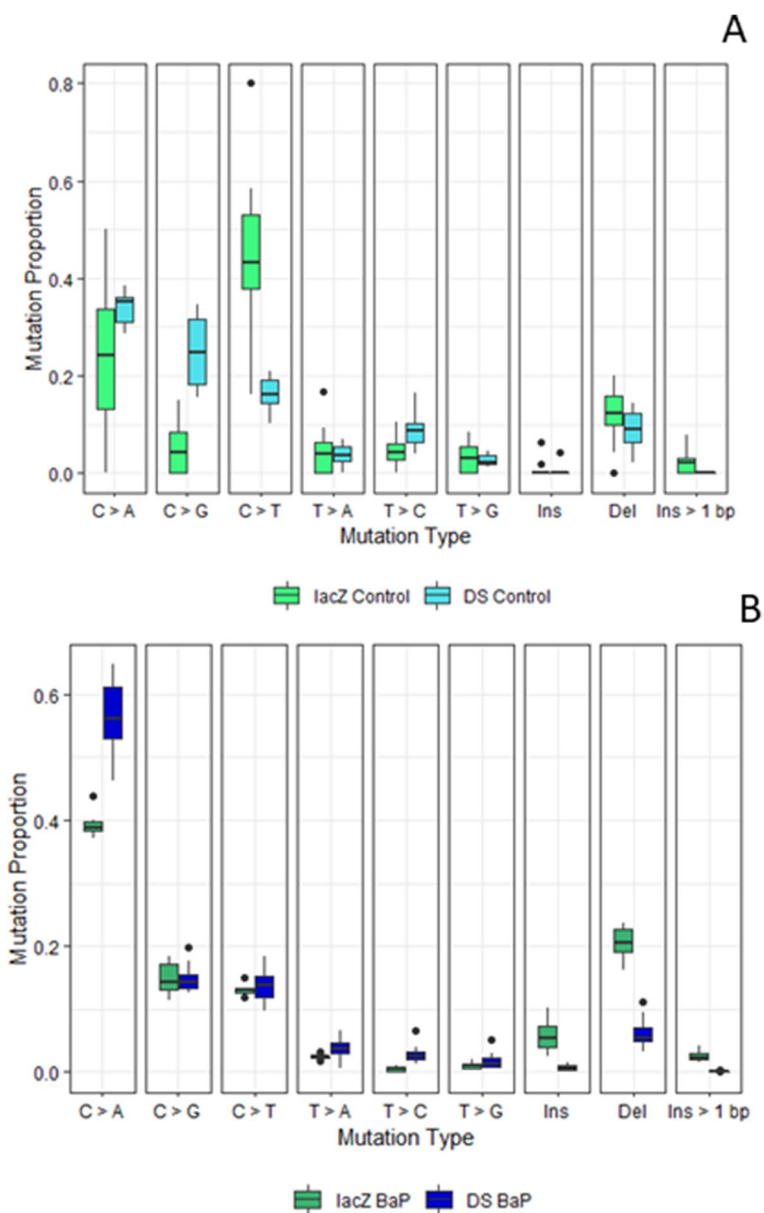 A
Mutation Proportion
0.8
0.6
0.4
0.2
0.0
C > A C > G C > T T > A T > C T > G Ins Del Ins > 1 bp
Mutation Type
lacZ Control DS Control
B
Mutation Proportion
0.6
0.4
0.2
0.0
C > A C > G C > T T > A T > C T > G Ins Del Ins > 1 bp
Mutation Type
lacZ BaP DS BaP